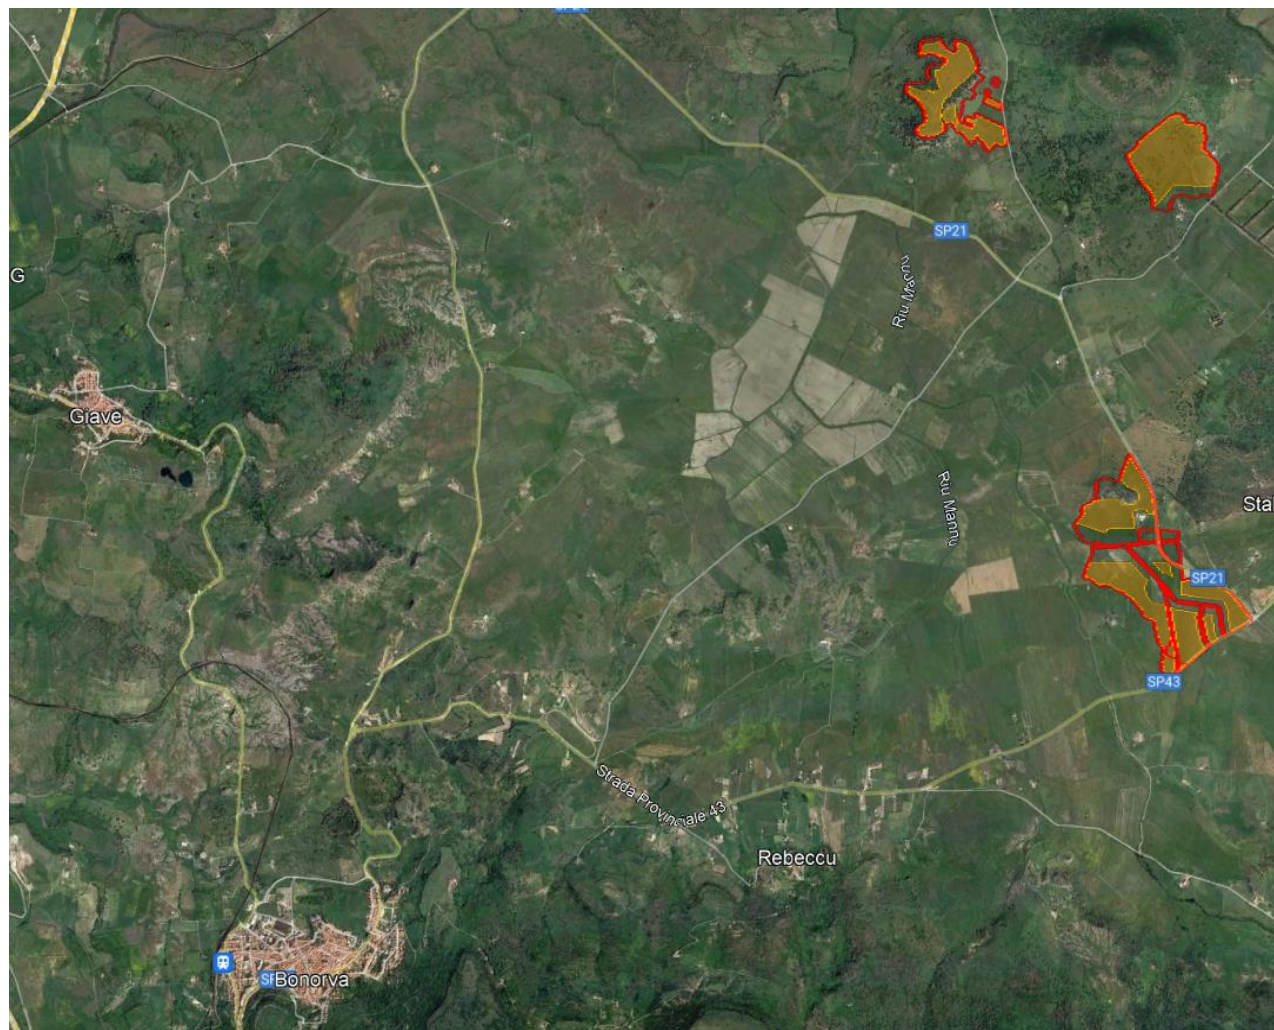 SP21
Riu Mannu
G
Giave
Riu Mannu
Sta
SP21
SP43
Strada Provinciale 43
Rebeccu
Bonorva